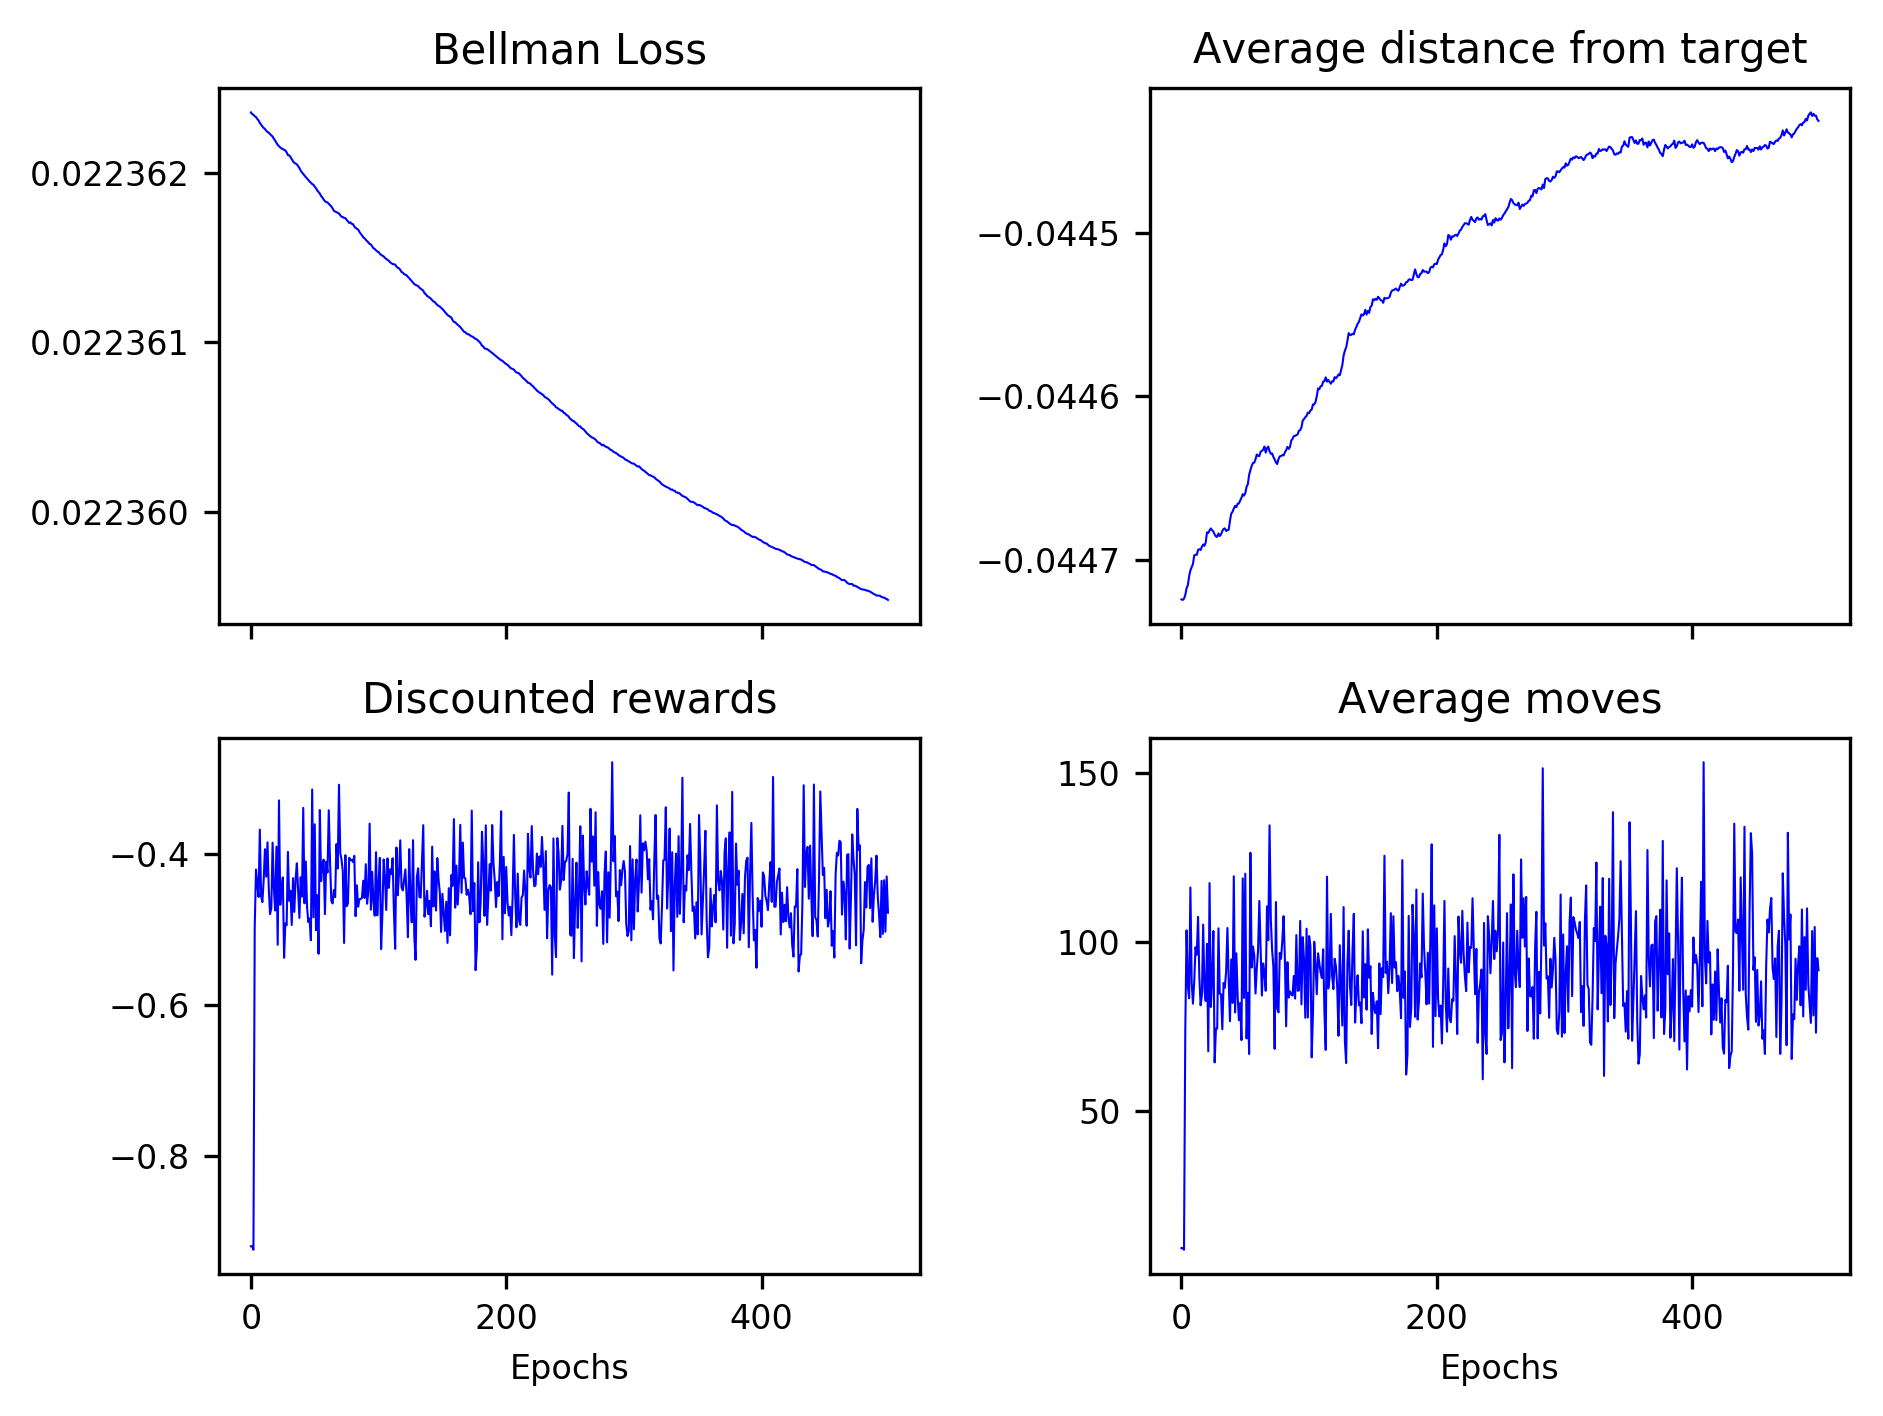 Bellman Loss
0.022362
0.022361
0.022360
Average distance from target
−0.0445
−0.0446
−0.0447
Discounted rewards
−0.4
−0.6
−0.8
0 200 400
Epochs
Average moves
150
100
50
0 200 400
Epochs